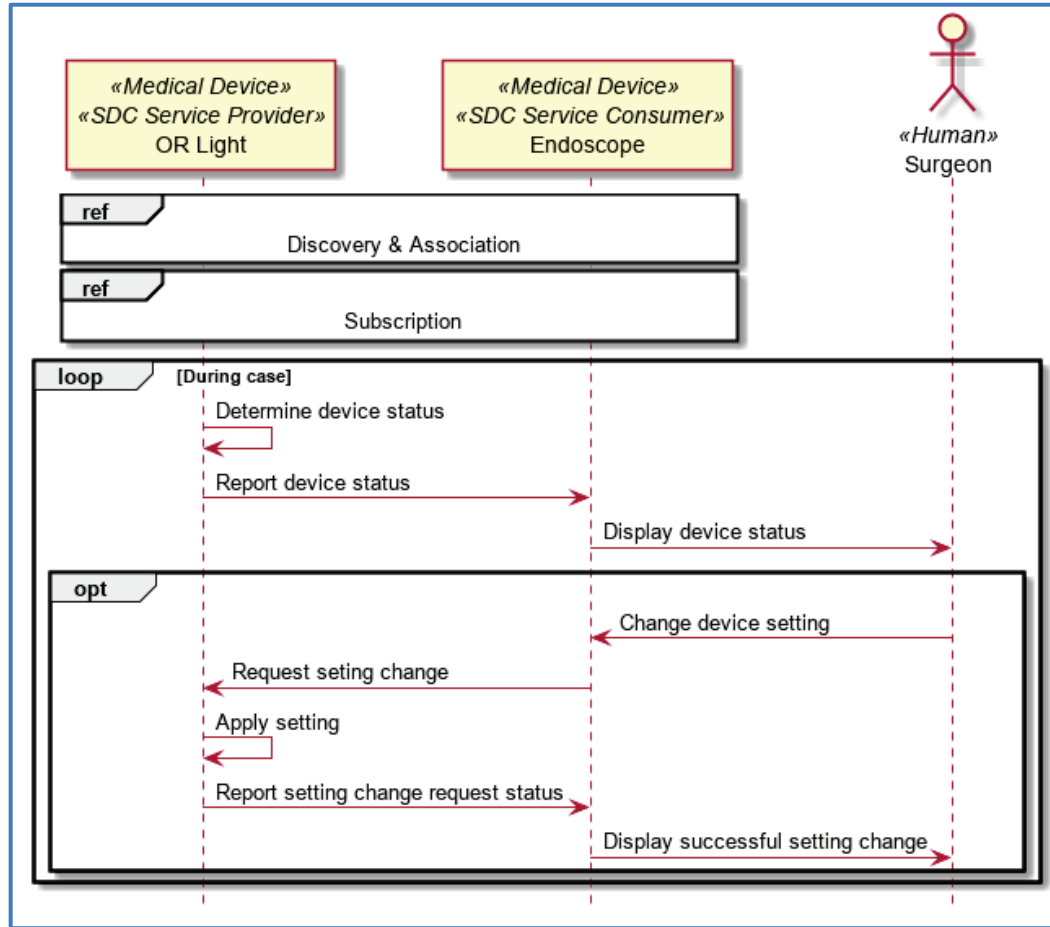 «Medical Device»
«SDC Service Provider»
OR Light
«Medical Device»
«SDC Service Consumer»
Endoscope
«Human»
Surgeon
ref
Discovery & Association
ref
Subscription
loop
[During case]
Determine device status
Report device status
Display device status
opt
Change device setting
Request seting change
Apply setting
Report setting change request status
Display successful setting change